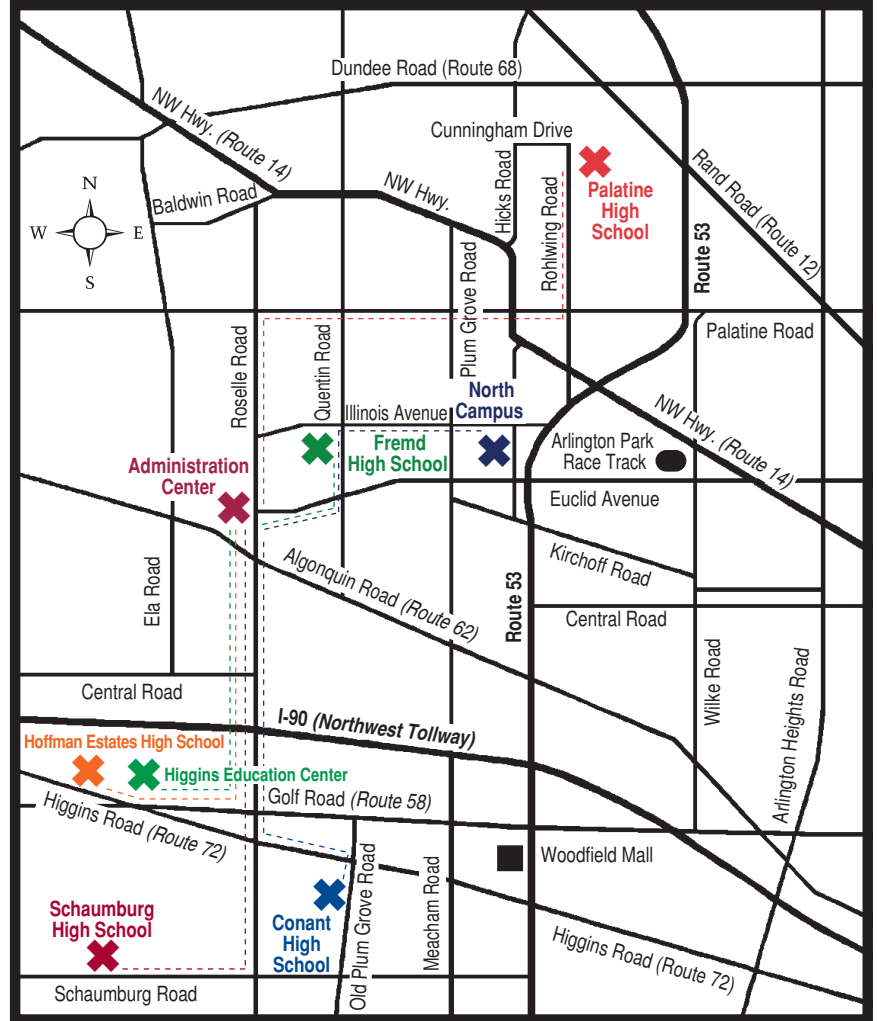 Dundee Road (Route 68)
NW Hwy. (Route 14)
Cunningham Drive
Rand Road (Route 12)
Hicks Road
Rohlwing Road
Palatine
High
School
Baldwin Road
NW Hwy.
N
W
E
S
Route 53
Plum Grove Road
Palatine Road
Roselle Road
Quentin Road
North
Campus
Illinois Avenue
NW Hwy. (Route 14)
Fremd
High School
Arlington Park
Race Track
Administration
Center
Euclid Avenue
Kirchoff Road
Algonquin Road (Route 62)
Ela Road
Route 53
Central Road
Wilke Road
Arlington Heights Road
Central Road
I-90 (Northwest Tollway)
Hoffman Estates High School
Higgins Education Center
Golf Road (Route 58)
Higgins Road (Route 72)
Woodfield Mall
Old Plum Grove Road
Meacham Road
Schaumburg
High School
Conant
High
School
Higgins Road (Route 72)
Schaumburg Road